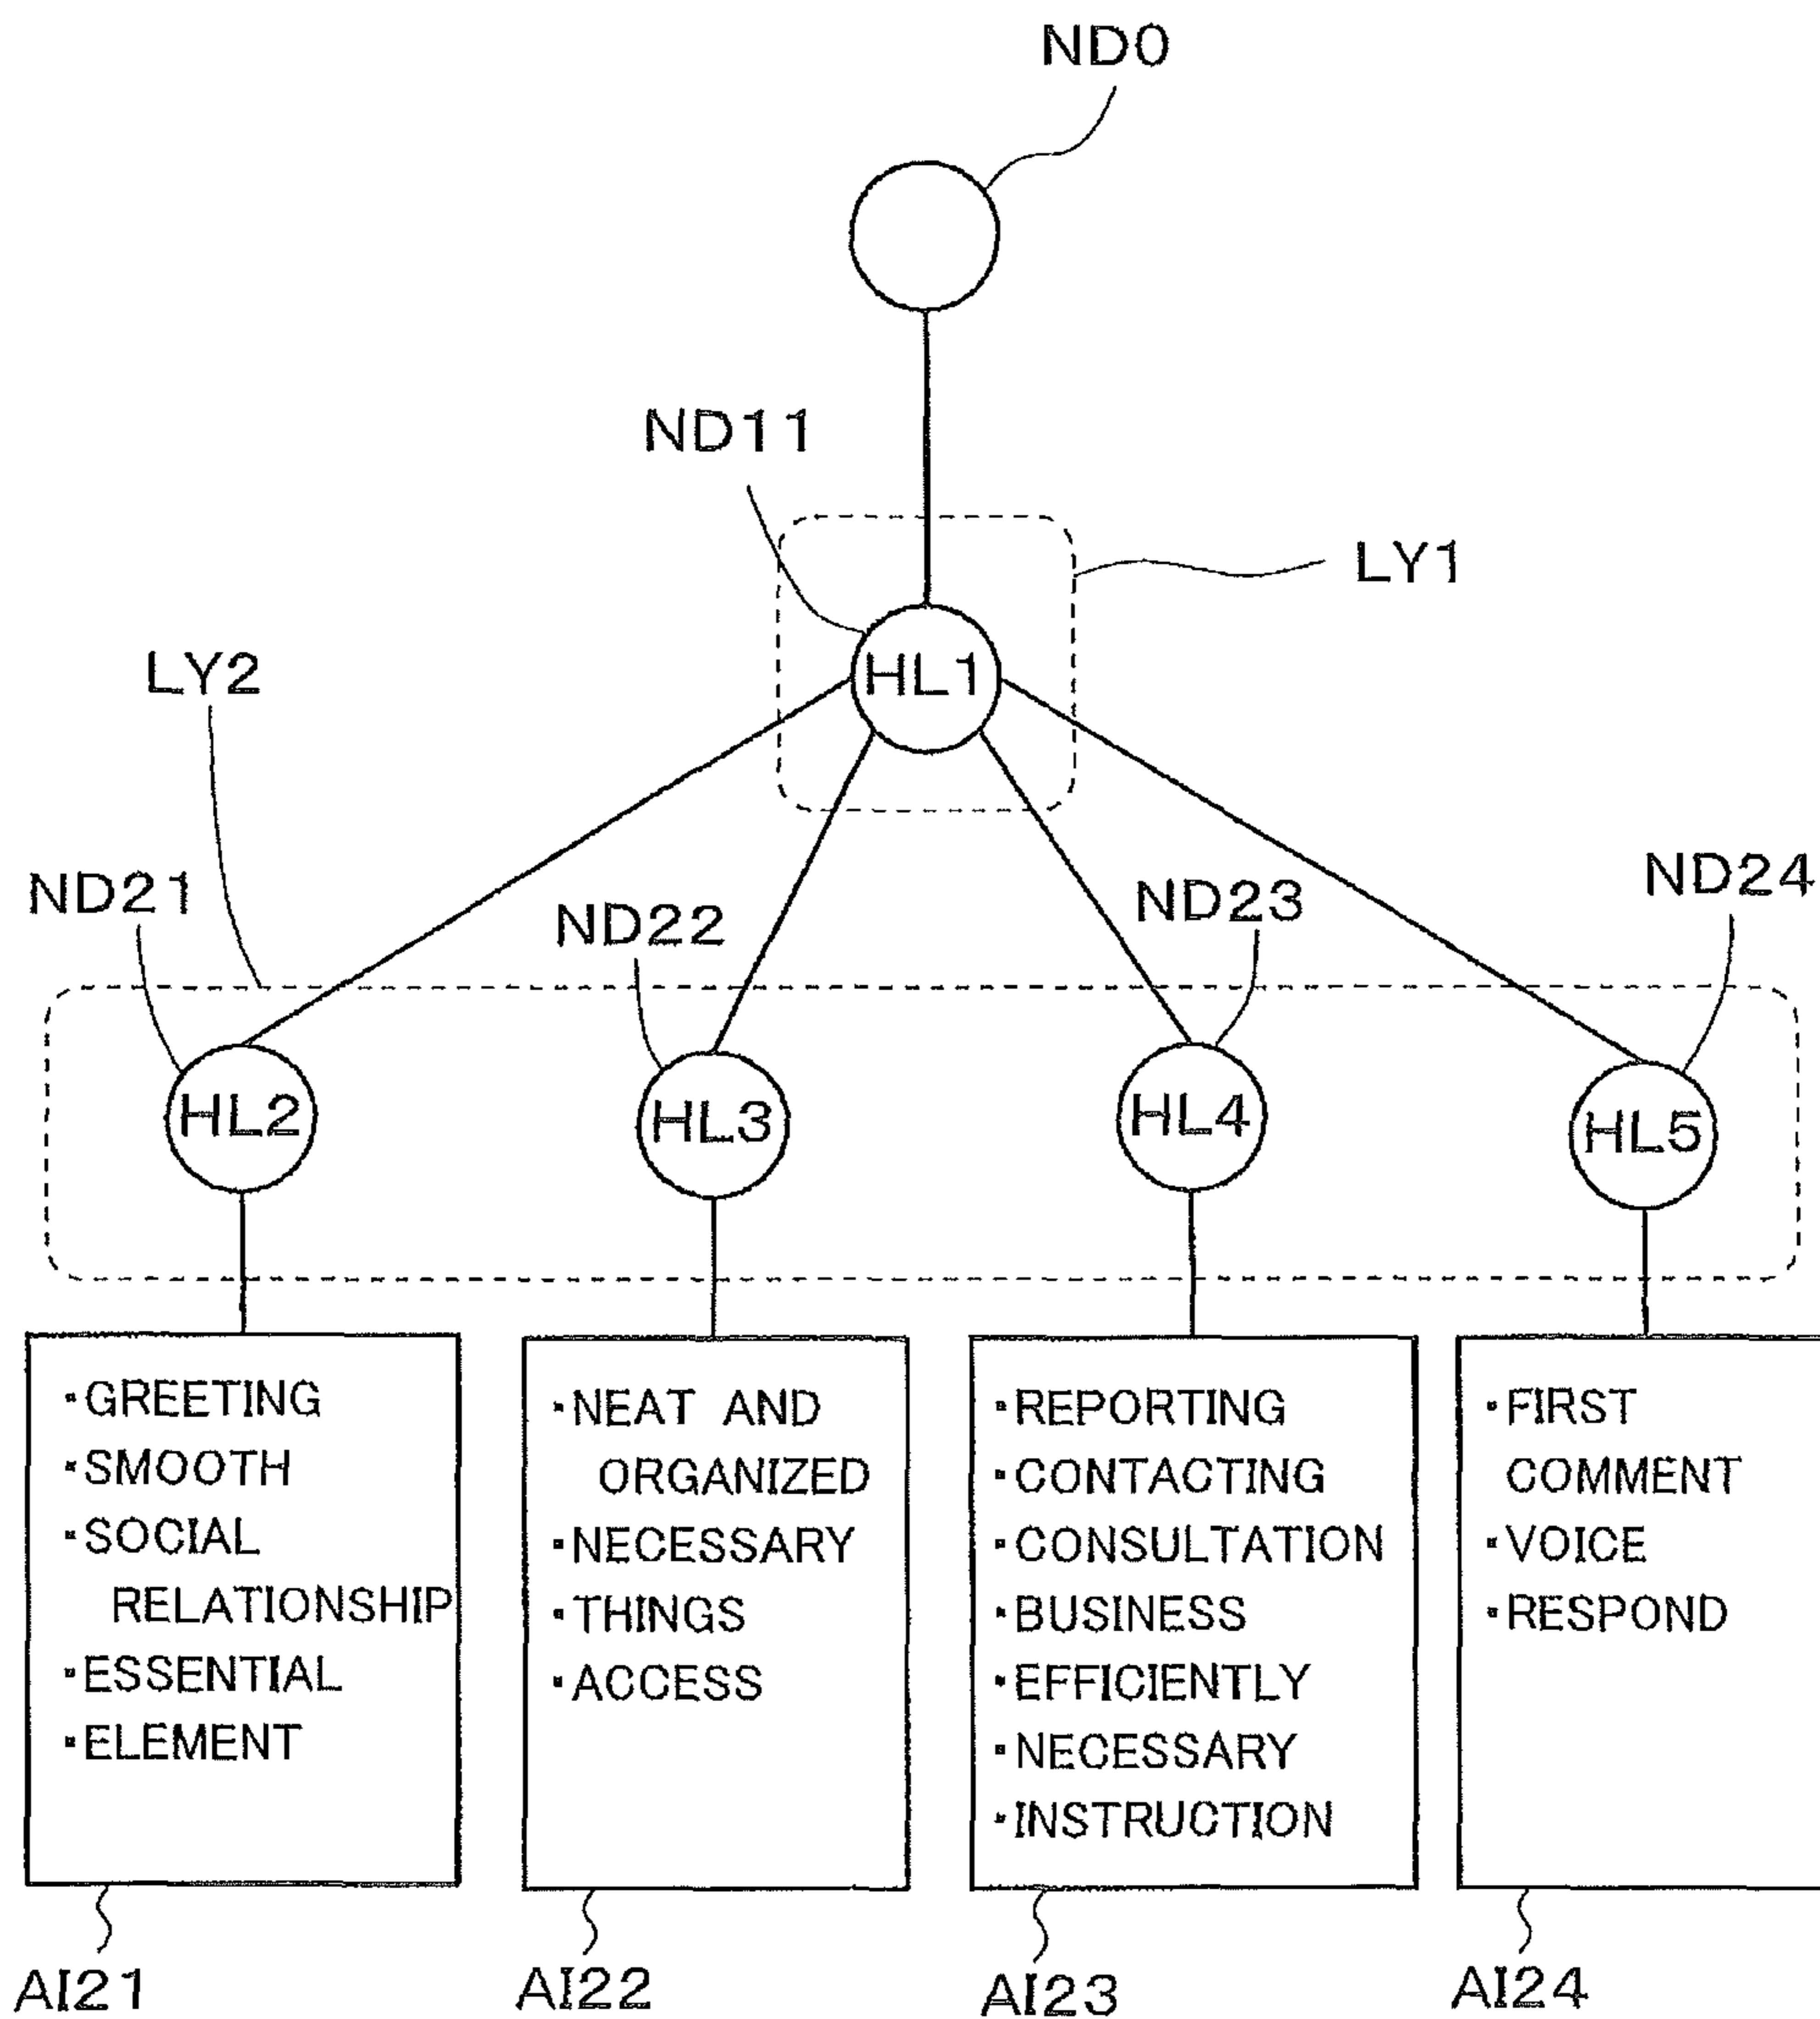 ND0
ND11
LY1
HL1
LY2
ND21
ND22
ND23
ND24
HL2
HL3
HL4
HL5
・GREETING
・SMOOTH
・SOCIAL
RELATIONSHIP
・ESSENTIAL
・ELEMENT
・NEAT AND
ORGANIZED
・NECESSARY
・THINGS
・ACCESS
・REPORTING
・CONTACTING
・CONSULTATION
・BUSINESS
・EFFICIENTLY
・NECESSARY
・INSTRUCTION
・FIRST
COMMENT
・VOICE
・RESPOND
AI21
AI22
AI23
AI24